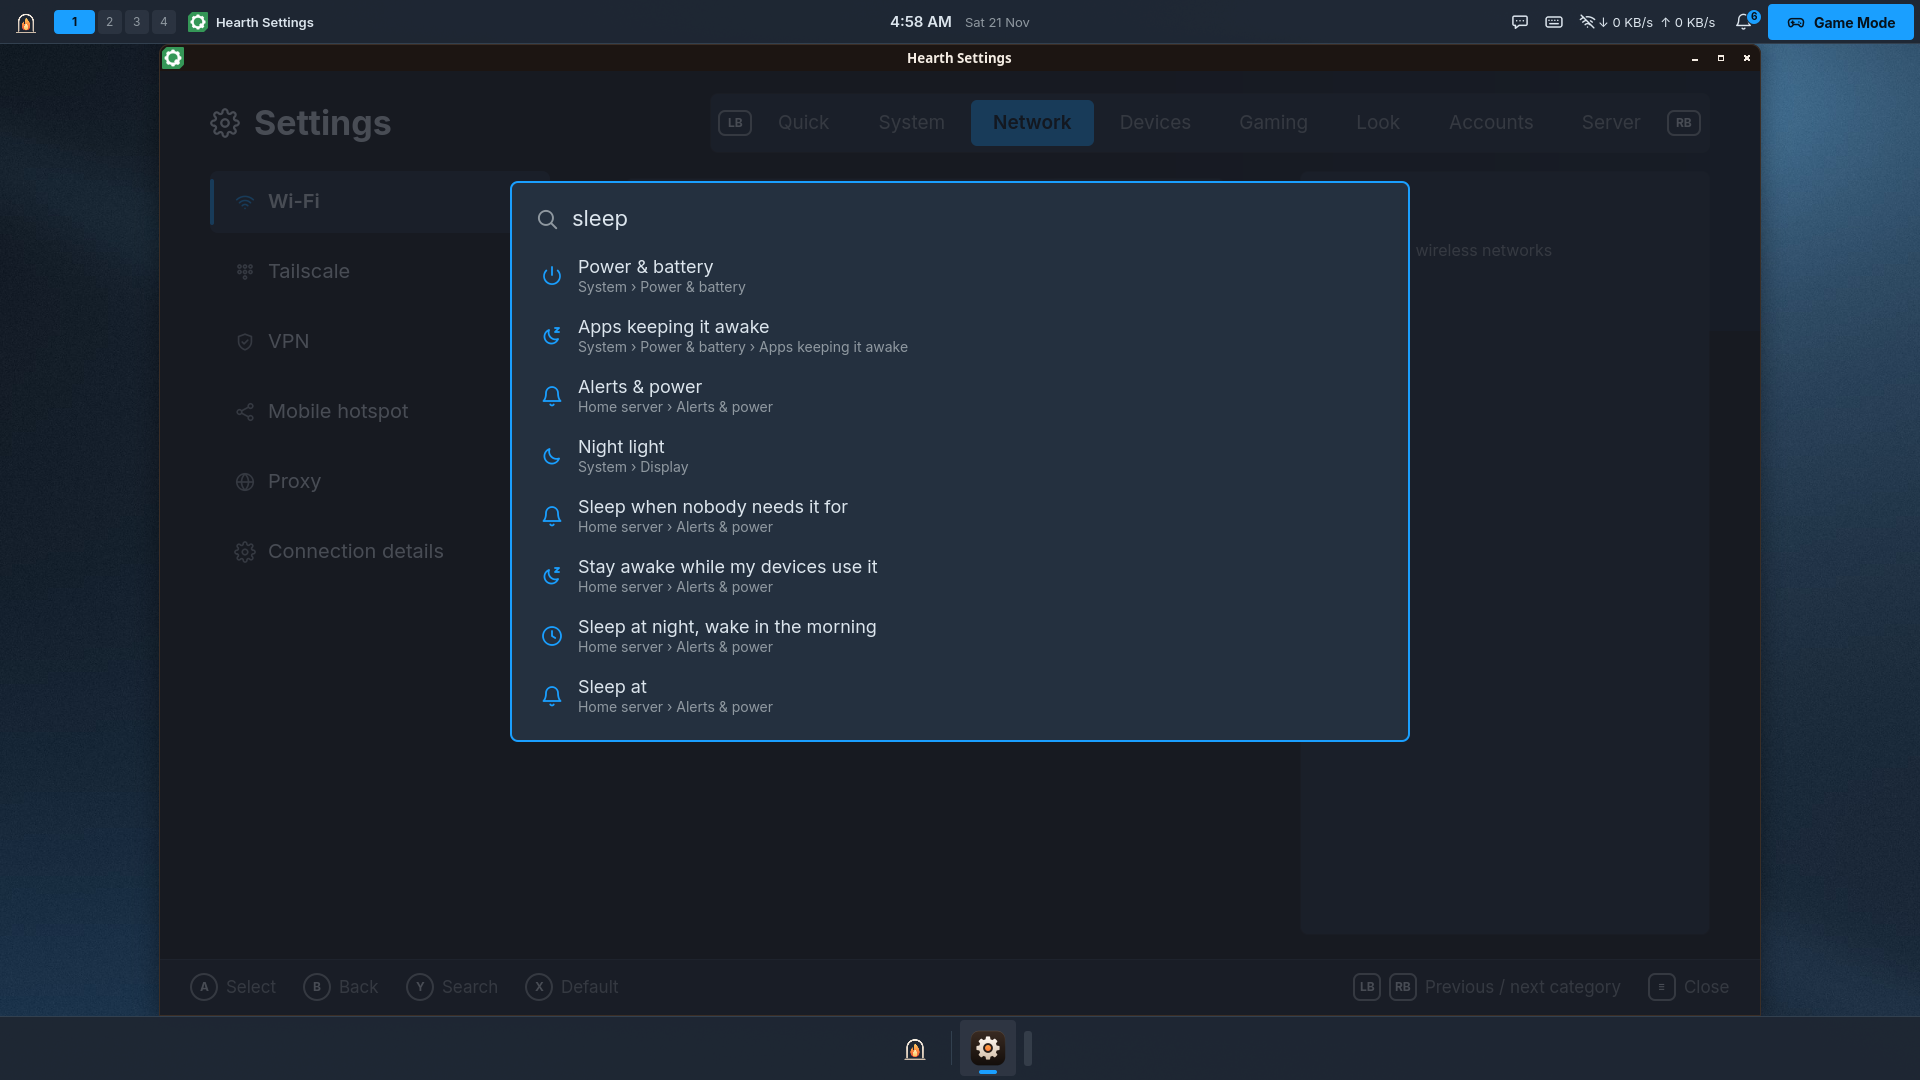 1 2 3 4 Hearth Settings
4:58 AM Sat 21 Nov
↓ 0 KB/s ↑ 0 KB/s 6 Game Mode
Hearth Settings
Settings
LB Quick System Network Devices Gaming Look Accounts Server RB
Wi-Fi
Tailscale
VPN
Mobile hotspot
Proxy
Connection details
wireless networks
sleep
Power & battery
System › Power & battery
Apps keeping it awake
System › Power & battery › Apps keeping it awake
Alerts & power
Home server › Alerts & power
Night light
System › Display
Sleep when nobody needs it for
Home server › Alerts & power
Stay awake while my devices use it
Home server › Alerts & power
Sleep at night, wake in the morning
Home server › Alerts & power
Sleep at
Home server › Alerts & power
A Select B Back Y Search X Default
LB RB Previous / next category ≡ Close